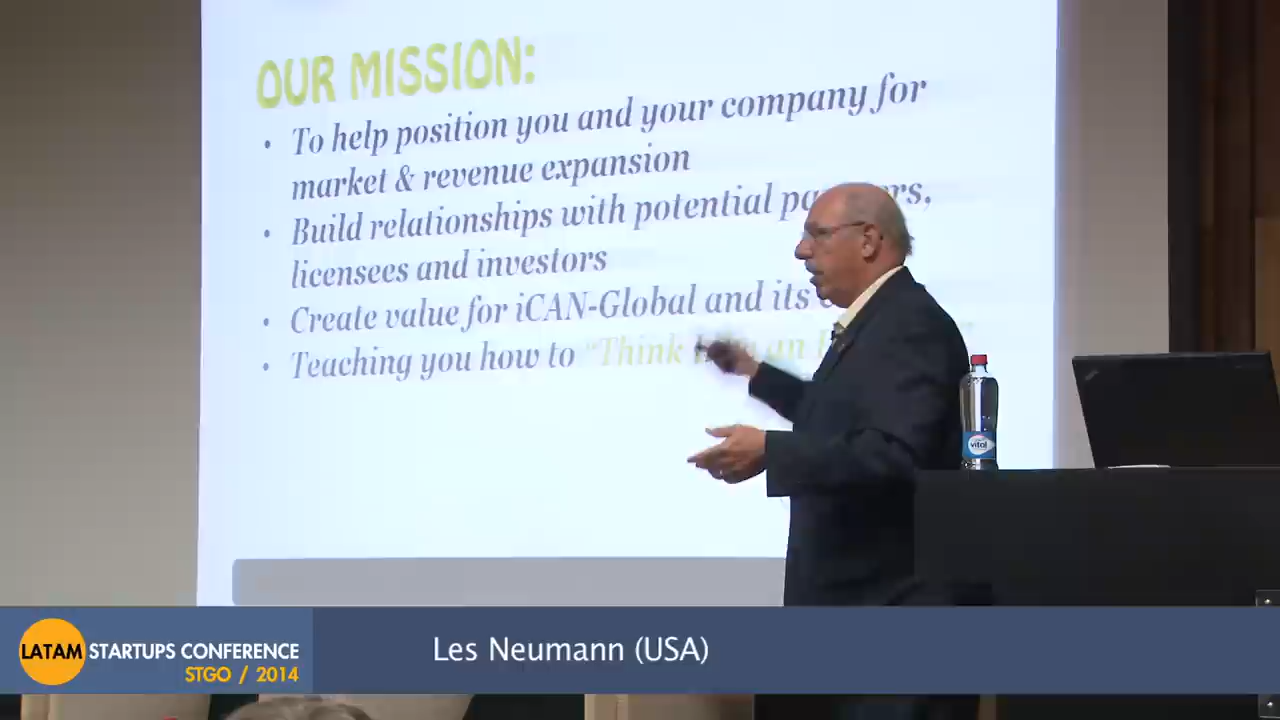 OUR MISSION:
• To help position you and your company for
market & revenue expansion
• Build relationships with potential
licensees and investors
• Create value for iCAN-Global and its
• Teaching you how to "Think
vital
LATAM STARTUPS CONFERENCE
STGO / 2014
Les Neumann (USA)